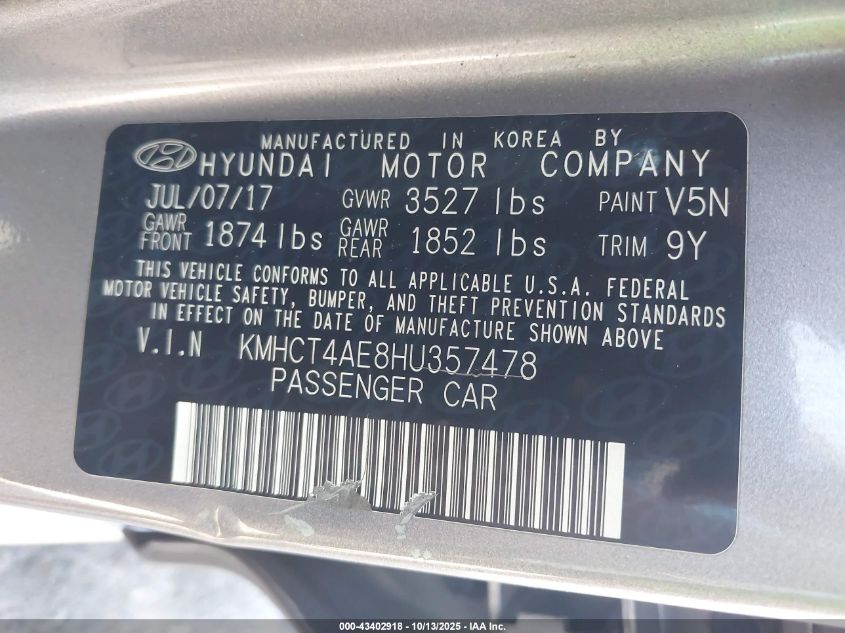 MANUFACTURED IN KOREA BY
HYUNDAI MOTOR COMPANY
JUL/07/17 GVWR 3527 lbs PAINT V5N
GAWR FRONT 1874 lbs GAWR REAR 1852 lbs TRIM 9Y
THIS VEHICLE CONFORMS TO ALL APPLICABLE U.S.A. FEDERAL
MOTOR VEHICLE SAFETY, BUMPER, AND THEFT PREVENTION STANDARDS
IN EFFECT ON THE DATE OF MANUFACTURE SHOWN ABOVE
V.I.N KMHCT4AE8HU357478
PASSENGER CAR
000-43402918 - 10/13/2025 - IAA Inc.